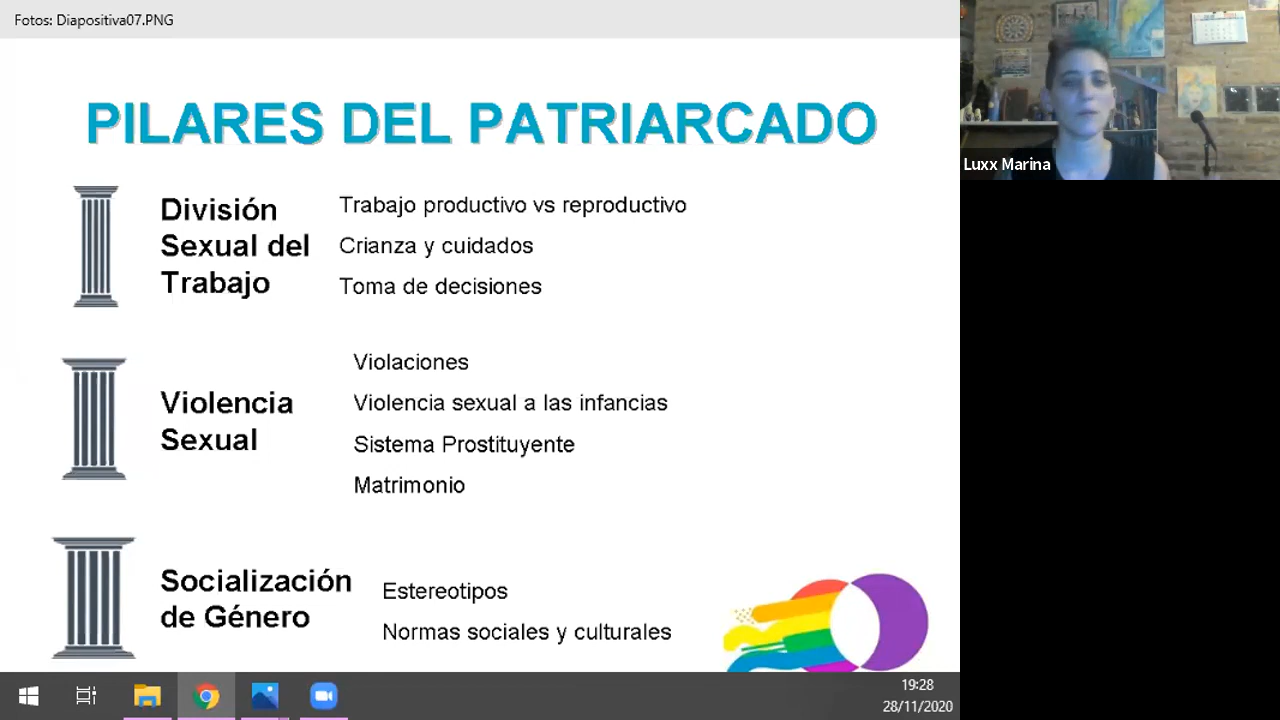 Fotos: Diapositiva07.PNG
PILARES DEL PATRIARCADO
División
Sexual del
Trabajo
Trabajo productivo vs reproductivo
Crianza y cuidados
Toma de decisiones
Violencia
Sexual
Violaciones
Violencia sexual a las infancias
Sistema Prostituyente
Matrimonio
Socialización
de Género
Estereotipos
Normas sociales y culturales
Luxx Marina
19:28
28/11/2020